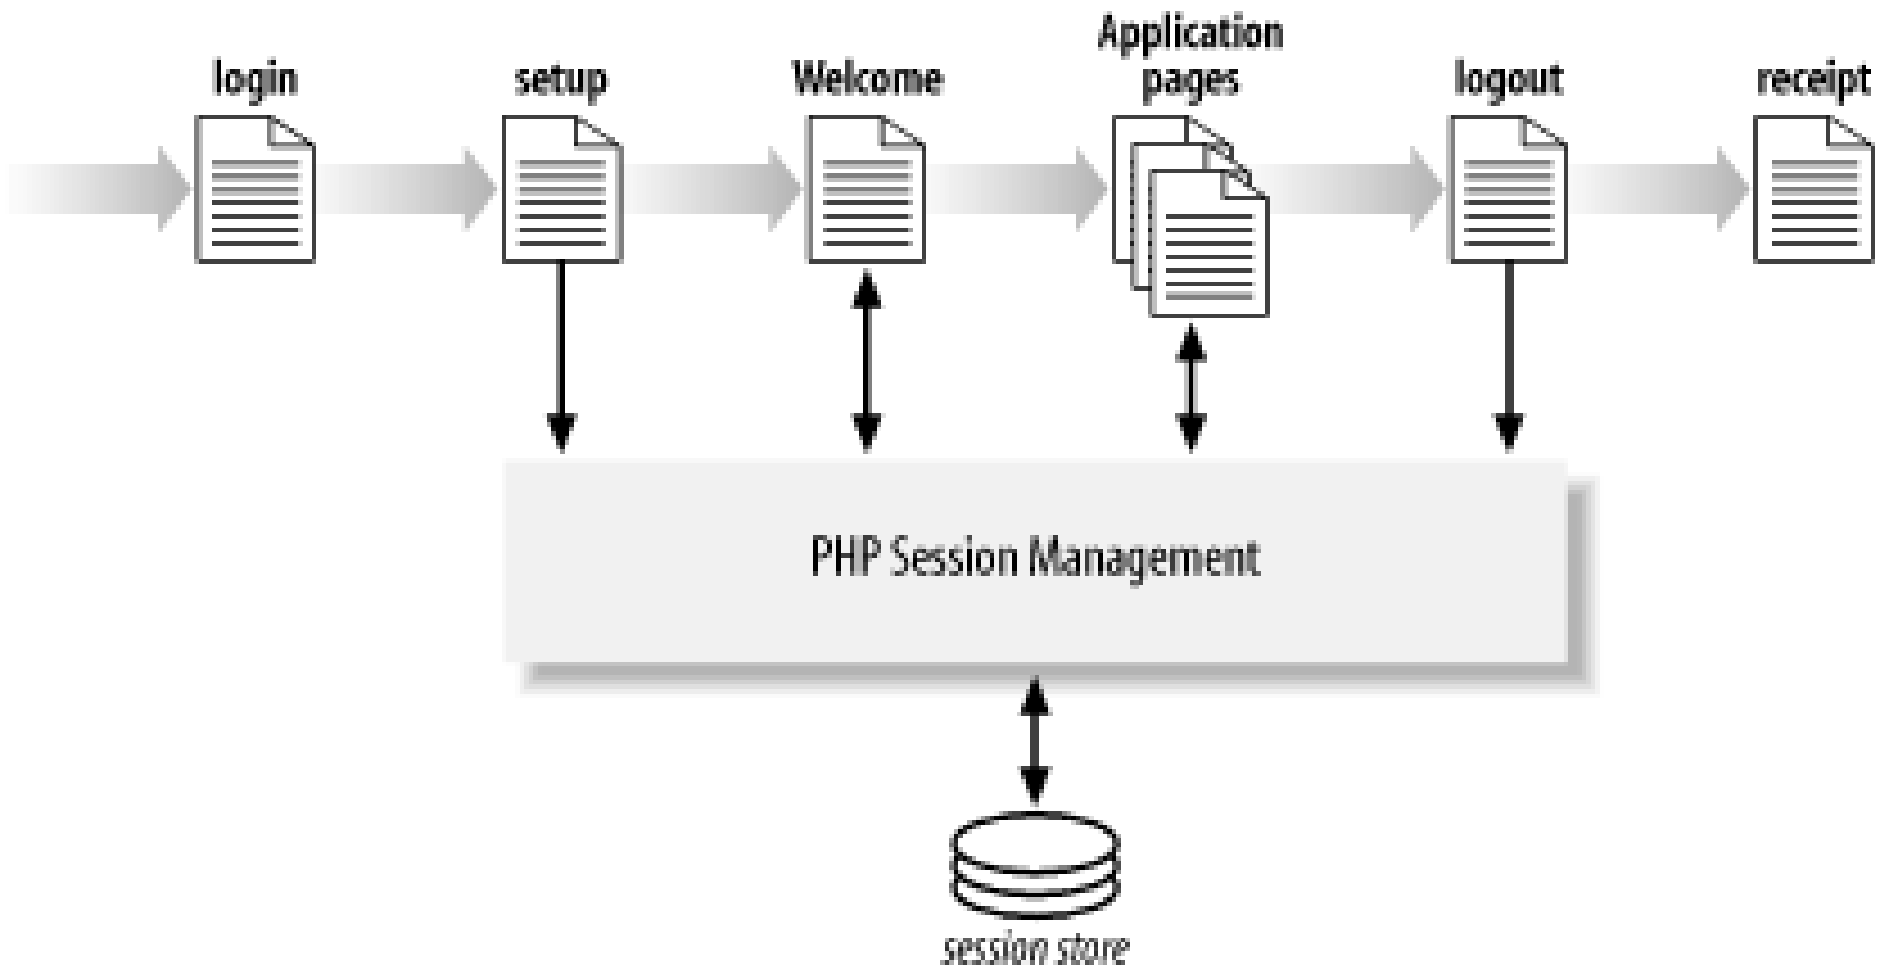 login
setup
Welcome
Application
pages
logout
receipt
PHP Session Management
session store